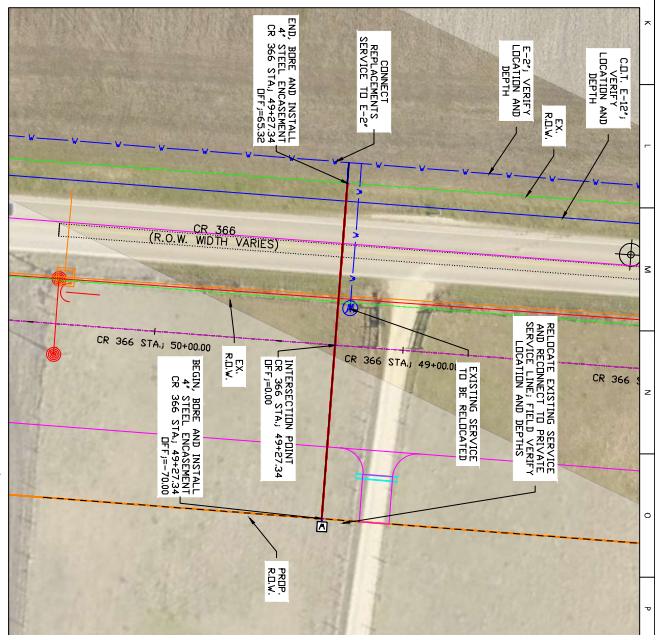 K
L
M
N
O
P
C.O.T. E-12";
VERIFY
LOCATION AND
DEPTH
EX.
R.O.W.
E-2"; VERIFY
LOCATION AND
DEPTH
CONNECT
REPLACEMENTS
SERVICE TO E-2"
END, BORE AND INSTALL
4" STEEL ENCASEMENT
CR 366 STA.; 49+27.34
OFF;=65.32
CR 366
(R.O.W. WIDTH VARIES)
RELOCATE EXISTING SERVICE
AND RECONNECT TO PRIVATE
SERVICE LINE; FIELD VERIFY
LOCATION AND DEPTHS
EXISTING SERVICE
TO BE RELOCATED
CR 366 STA.; 50+00.00
CR 366 STA.; 49+00.00
CR 366 S
INTERSECTION POINT
CR 366 STA.; 49+27.34
OFF;=0.00
EX.
R.O.W.
BEGIN, BORE AND INSTALL
4" STEEL ENCASEMENT
CR 366 STA.; 49+27.34
OFF;=-70.00
PROP.
R.O.W.